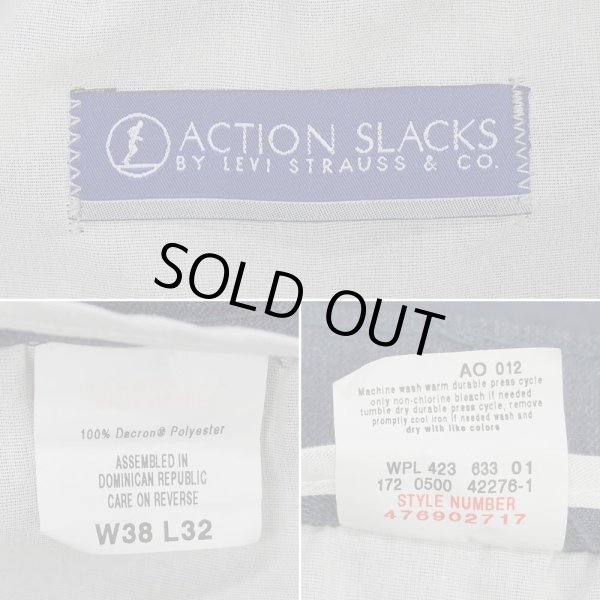 ACTION SLACKS
BY LEVI STRAUSS & CO.
SOLD OUT
100% Dacron® Polyester
ASSEMBLED IN
DOMINICAN REPUBLIC
CARE ON REVERSE
W38 L32
AO 012
Machine wash warm durable press cycle
only non-chlorine bleach if needed
tumble dry durable press cycle, remove
promptly cool icon if needed wash and
dry with like colors
WPL 423 633 01
172 0500 42276-1
STYLE NUMBER
476902717